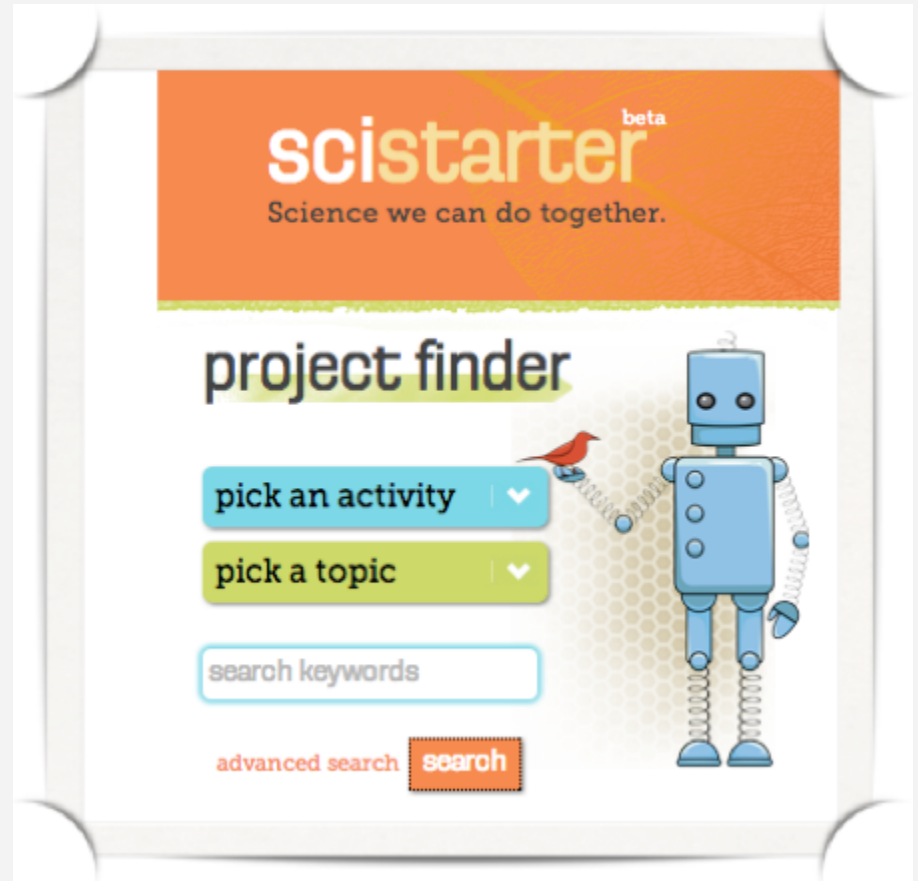 scistarter beta
Science we can do together.
project finder
pick an activity
pick a topic
search keywords
advanced search search